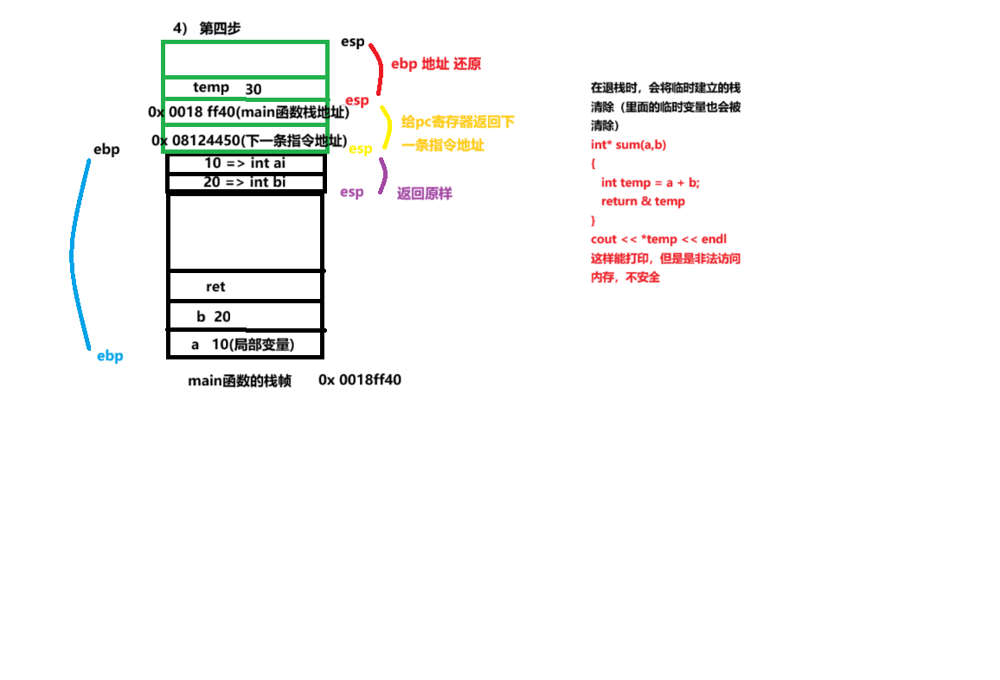 4） 第四步
esp
ebp 地址 还原
temp 30
esp
0x 0018 ff40(main函数栈地址)
给pc寄存器返回下
一条指令地址
0x 08124450(下一条指令地址)
esp
ebp
10 => int ai
20 => int bi
esp
返回原样
ret
b 20
a 10(局部变量)
ebp
main函数的栈帧 0x 0018ff40
在退栈时，会将临时建立的栈
清除（里面的临时变量也会被
清除）
int* sum(a,b)
{
int temp = a + b;
return & temp
}
cout << *temp << endl
这样能打印，但是是非法访问
内存，不安全